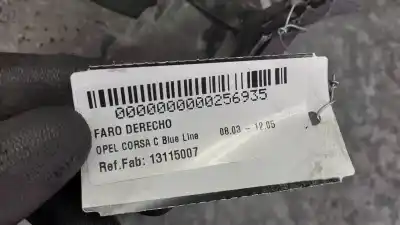 0000000000256935
FARO DERECHO
OPEL CORSA C Blue Line 08.03 - 12.05
Ref.Fab: 13115007